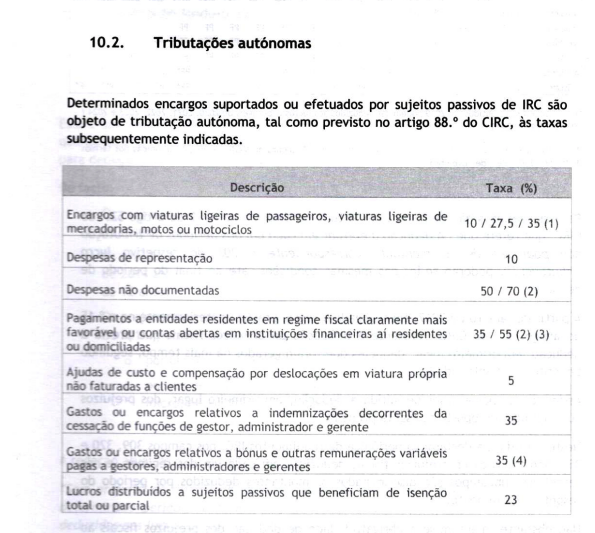 10.2. Tributações autónomas
Determinados encargos suportados ou efetuados por sujeitos passivos de IRC são
objeto de tributação autónoma, tal como previsto no artigo 88.º do CIRC, às taxas
subsequentemente indicadas.
Descrição Taxa (%)
Encargos com viaturas ligeiras de passageiros, viaturas ligeiras de
mercadorias, motos ou motociclos
10 / 27,5 / 35 (1)
Despesas de representação 10
Despesas não documentadas 50 / 70 (2)
Pagamentos a entidades residentes em regime fiscal claramente mais
favorável ou contas abertas em instituições financeiras aí residentes
ou domiciliadas
35 / 55 (2) (3)
Ajudas de custo e compensação por deslocações em viatura própria
não faturadas a clientes
5
Gastos ou encargos relativos a indemnizações decorrentes da
cessação de funções de gestor, administrador e gerente
35
Gastos ou encargos relativos a bónus e outras remunerações variáveis
pagas a gestores, administradores e gerentes
35 (4)
Lucros distribuídos a sujeitos passivos que beneficiam de isenção
total ou parcial
23